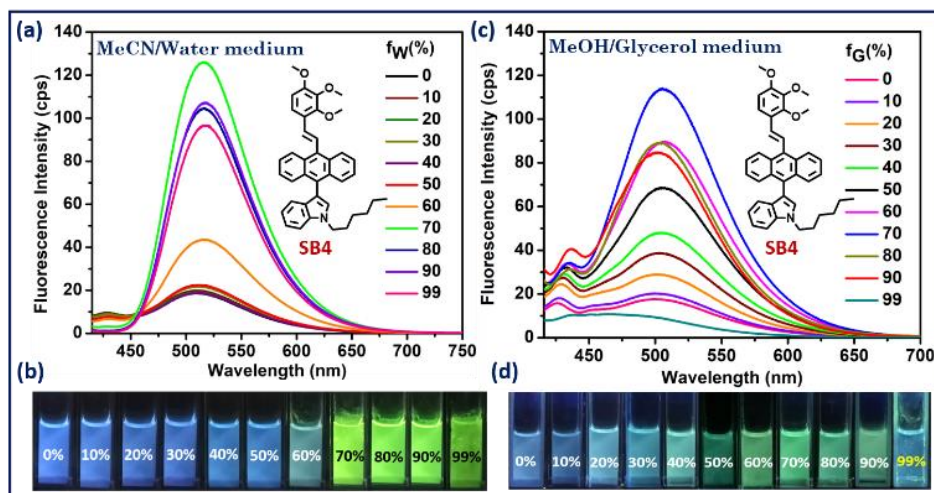 (a)
MeCN/Water medium
f_W(%)
0
10
20
30
40
50
60
70
80
90
99
SB4
O
O
O
N
Fluorescence Intensity (cps)
140
120
100
80
60
40
20
0
450 500 550 600 650 700 750
Wavelength (nm)
(c)
MeOH/Glycerol medium
f_G(%)
0
10
20
30
40
50
60
70
80
90
99
SB4
O
O
O
N
Fluorescence Intensity (cps)
140
120
100
80
60
40
20
0
450 500 550 600 650 700
Wavelength (nm)
(b)
0% 10% 20% 30% 40% 50% 60% 70% 80% 90% 99%
(d)
0% 10% 20% 30% 40% 50% 60% 70% 80% 90% 99%